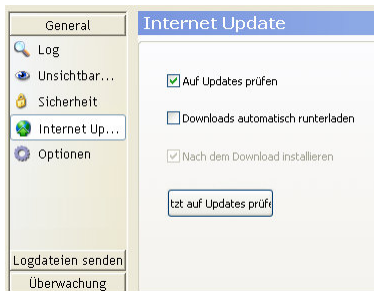 General
Internet Update
Log
Unsichtbar...
Sicherheit
Internet Up...
Optionen
Auf Updates prüfen
Downloads automatisch runterladen
Nach dem Download installieren
tzt auf Updates prüfe
Logdateien senden
Überwachung